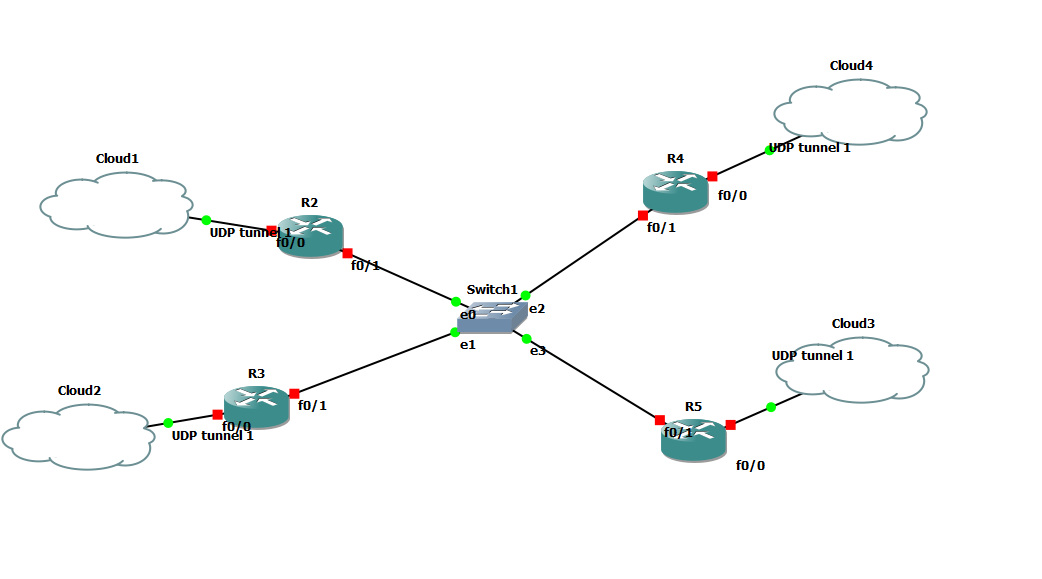 Cloud4
Cloud1
UDP tunnel 1
R4
f0/0
R2
f0/1
UDP tunnel 1
f0/0
f0/1
Switch1
e0
e2
e1
e3
Cloud3
UDP tunnel 1
R3
Cloud2
f0/1
R5
f0/0
UDP tunnel 1
f0/1
f0/0